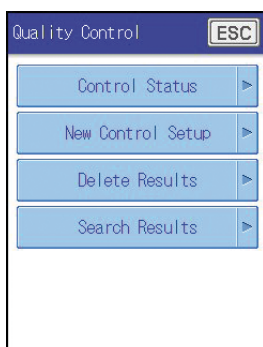 Quality Control ESC
Control Status
New Control Setup
Delete Results
Search Results